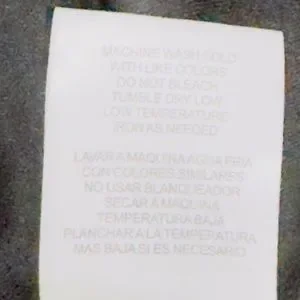 MACHINE WASH COLD
WITH LIKE COLORS
DO NOT BLEACH
TUMBLE DRY LOW
LOW TEMPERATURE
IRON AS NEEDED
LAVAR A MAQUINA AGUA FRIA
CON COLORES SIMILARES
NO USAR BLANQUEADOR
SECAR A MAQUINA
TEMPERATURA BAJA
PLANCHAR A LA TEMPERATURA
MAS BAJA SI ES NECESARIO